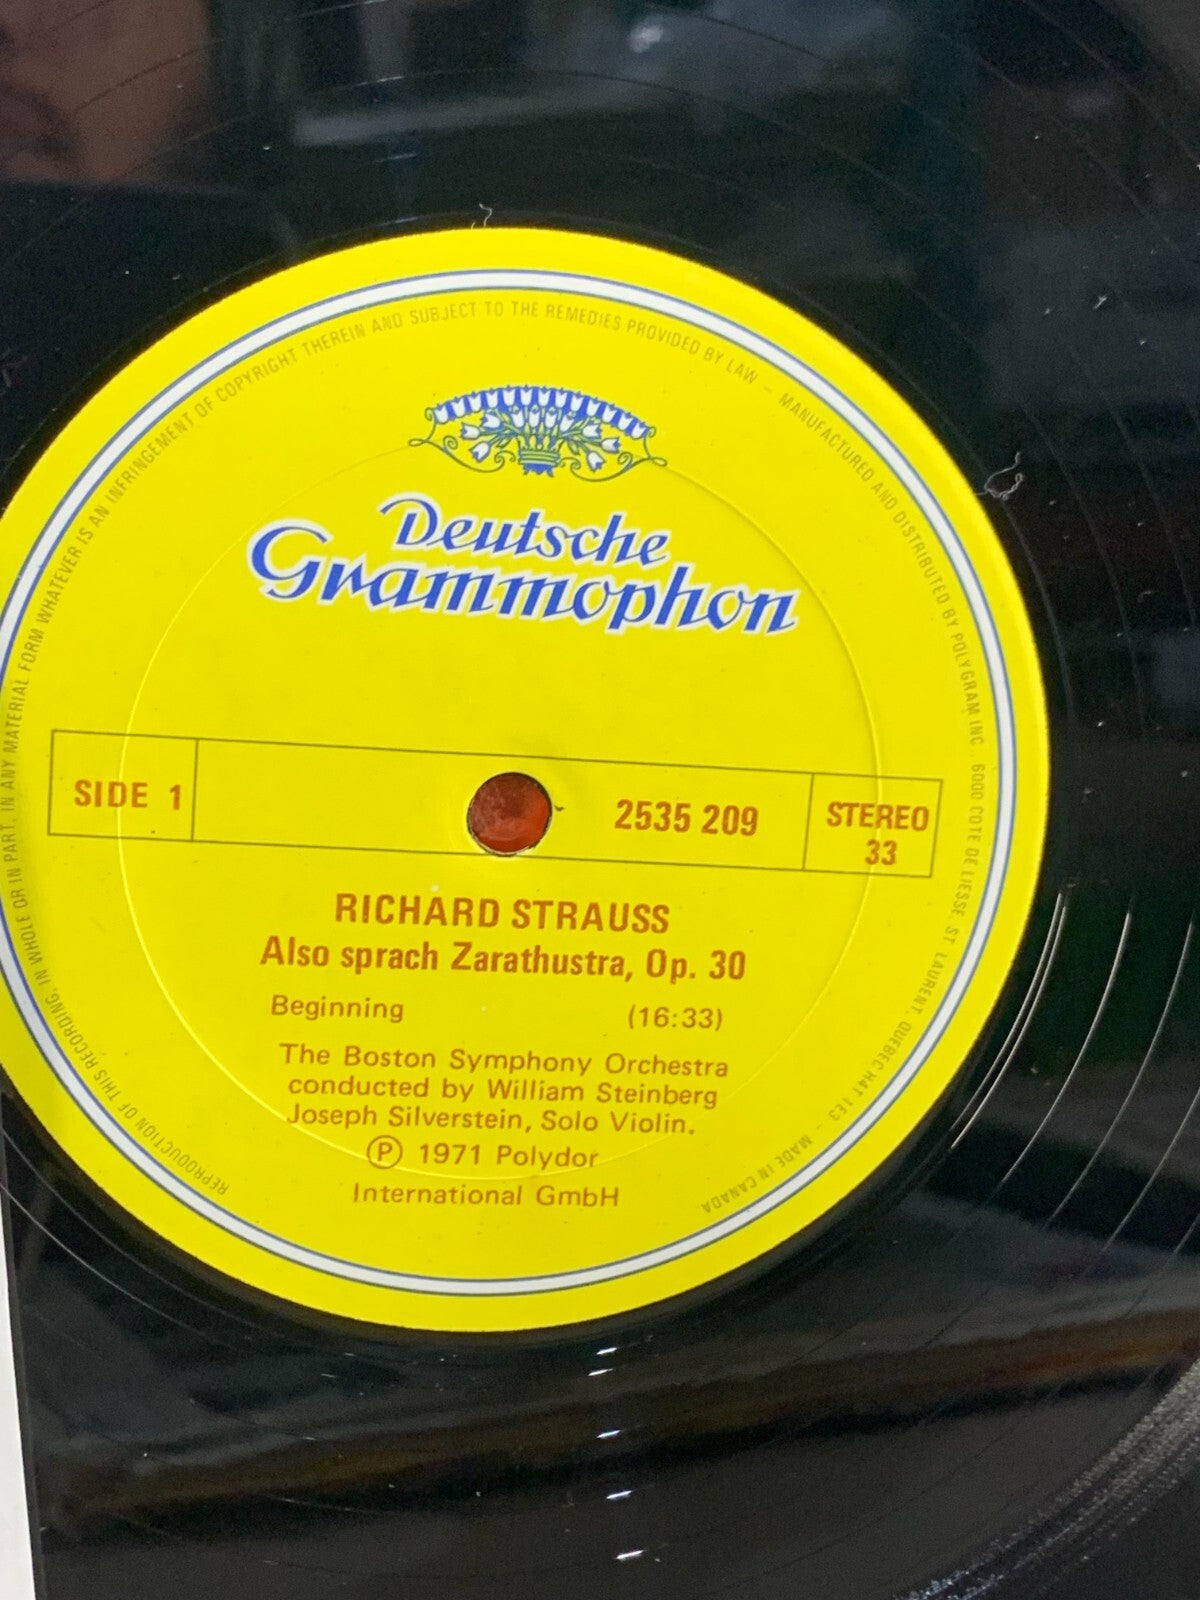 REPRODUCTION OF THIS RECORDING, IN WHOLE OR IN PART, IN ANY MATERIAL FORM WHATEVER IS AN INFRINGEMENT OF COPYRIGHT THEREIN AND SUBJECT TO THE REMEDIES PROVIDED BY LAW – MANUFACTURED AND DISTRIBUTED BY POLYGRAM INC., 6000 COTE DE LIESSE, ST. LAURENT, QUEBEC H4T 1E3 – MADE IN CANADA
Deutsche
Grammophon
SIDE 1
2535 209
STEREO
33
RICHARD STRAUSS
Also sprach Zarathustra, Op. 30
Beginning (16:33)
The Boston Symphony Orchestra
conducted by William Steinberg
Joseph Silverstein, Solo Violin.
Ⓟ 1971 Polydor
International GmbH